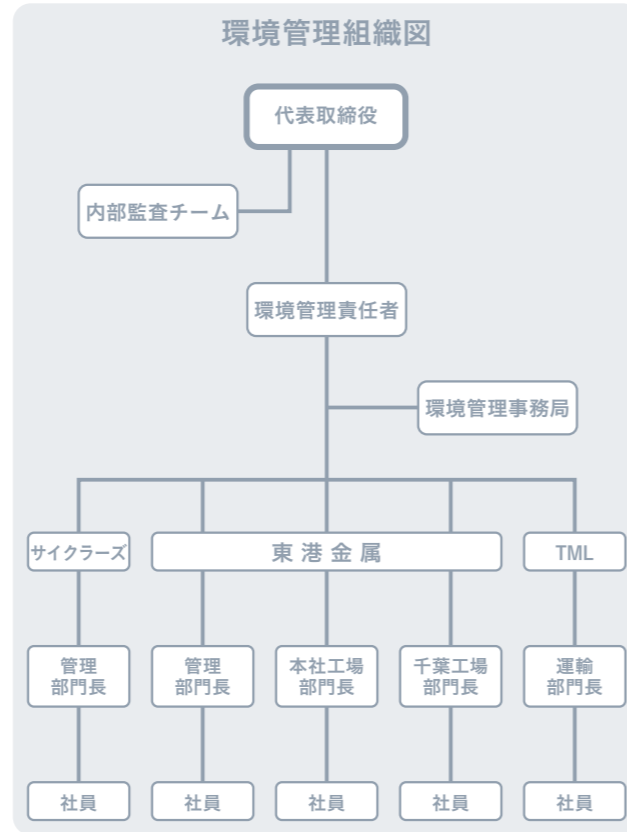 環境管理組織図
代表取締役
内部監査チーム
環境管理責任者
環境管理事務局
サイクラーズ
東港金属
TML
管理
部門長
管理
部門長
本社工場
部門長
千葉工場
部門長
運輸
部門長
社員
社員
社員
社員
社員